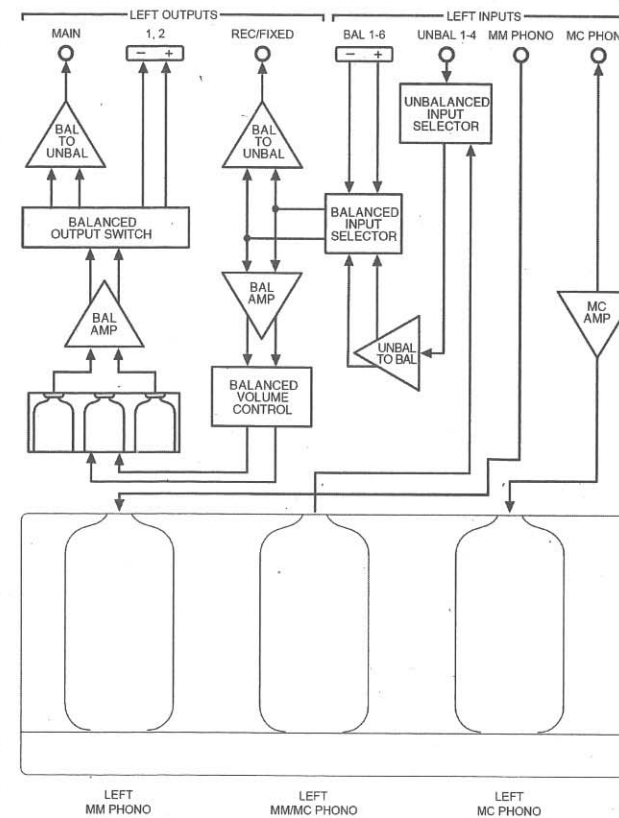 LEFT OUTPUTS
LEFT INPUTS
MAIN
1, 2
REC/FIXED
BAL 1-6
UNBAL 1-4
MM PHONO
MC PHON
− +
− +
BAL
TO
UNBAL
BAL
TO
UNBAL
UNBALANCED
INPUT
SELECTOR
BALANCED
OUTPUT SWITCH
BALANCED
INPUT
SELECTOR
BAL
AMP
BAL
AMP
UNBAL
TO BAL
MC
AMP
BALANCED
VOLUME
CONTROL
LEFT
MM PHONO
LEFT
MM/MC PHONO
LEFT
MC PHONO